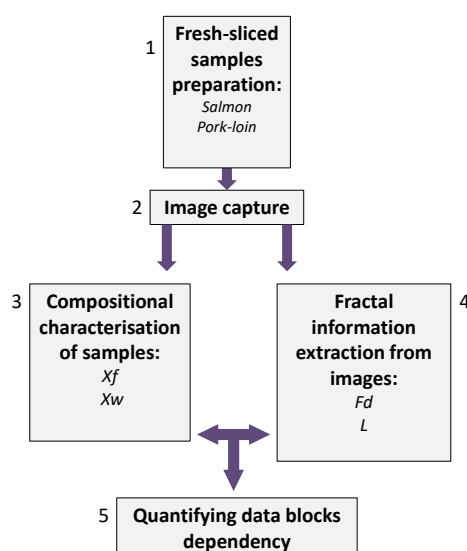 1
Fresh-sliced
samples
preparation:
Salmon
Pork-loin
2
Image capture
3
Compositional
characterisation
of samples:
Xf
Xw
4
Fractal
information
extraction from
images:
Fd
L
5
Quantifying data blocks
dependency